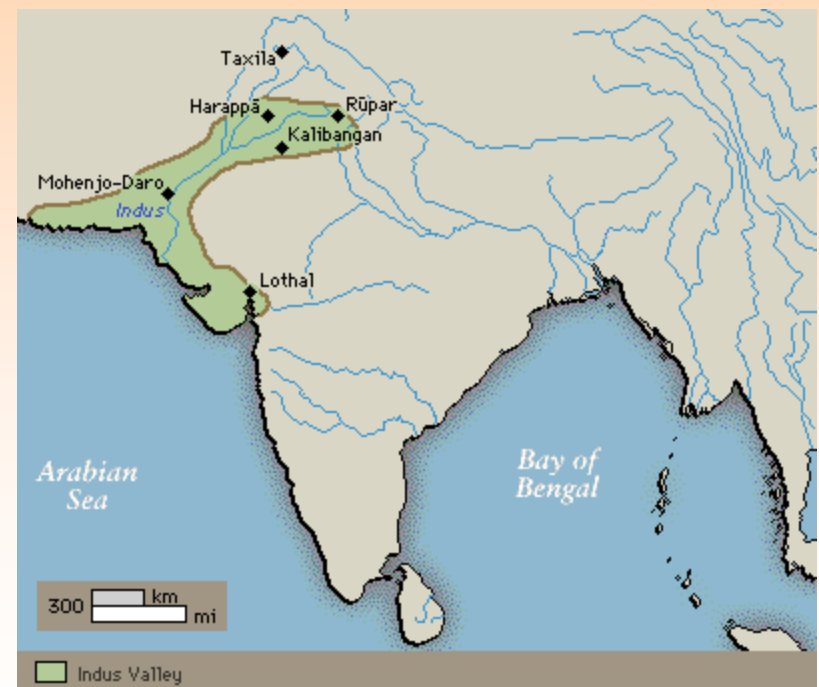 Taxila
Harappā
Rūpar
Kalibangan
Mohenjo-Daro
Indus
Lothal
Arabian
Sea
Bay of
Bengal
300 km
mi
Indus Valley